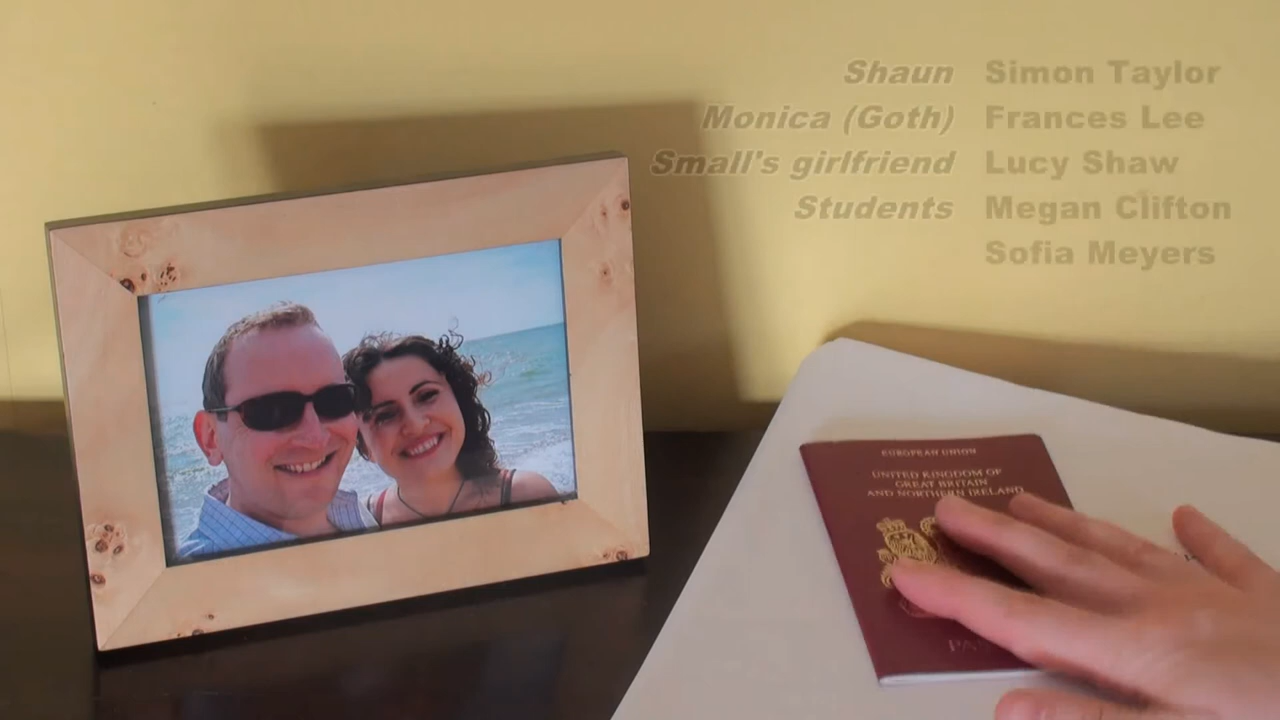 Shaun Simon Taylor
Monica (Goth) Frances Lee
Small's girlfriend Lucy Shaw
Students Megan Clifton
Sofia Meyers
EUROPEAN UNION
UNITED KINGDOM OF
GREAT BRITAIN
AND NORTHERN IRELAND